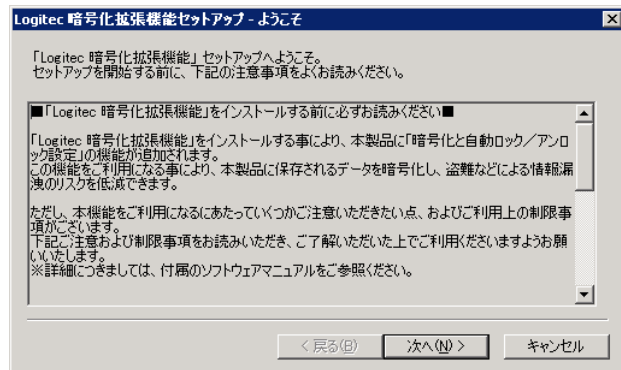 Logitec 暗号化拡張機能セットアップ - ようこそ
「Logitec 暗号化拡張機能」 セットアップへようこそ。
セットアップを開始する前に、下記の注意事項をよくお読みください。
■「Logitec 暗号化拡張機能」をインストールする前に必ずお読みください■
「Logitec 暗号化拡張機能」をインストールする事により、本製品に「暗号化と自動ロック／アンロ
ック設定」の機能が追加されます。
この機能をご利用になる事により、本製品に保存されるデータを暗号化し、盗難などによる情報漏
洩のリスクを低減できます。
ただし、本機能をご利用になるにあたっていくつかご注意いただきたい点、およびご利用上の制限事
項がございます。
下記ご注意および制限事項をお読みいただき、ご了解いただいた上でご利用くださいますようお願
いいたします。
※詳細につきましては、付属のソフトウェアマニュアルをご参照ください。
< 戻る(B) 次へ(N) > キャンセル